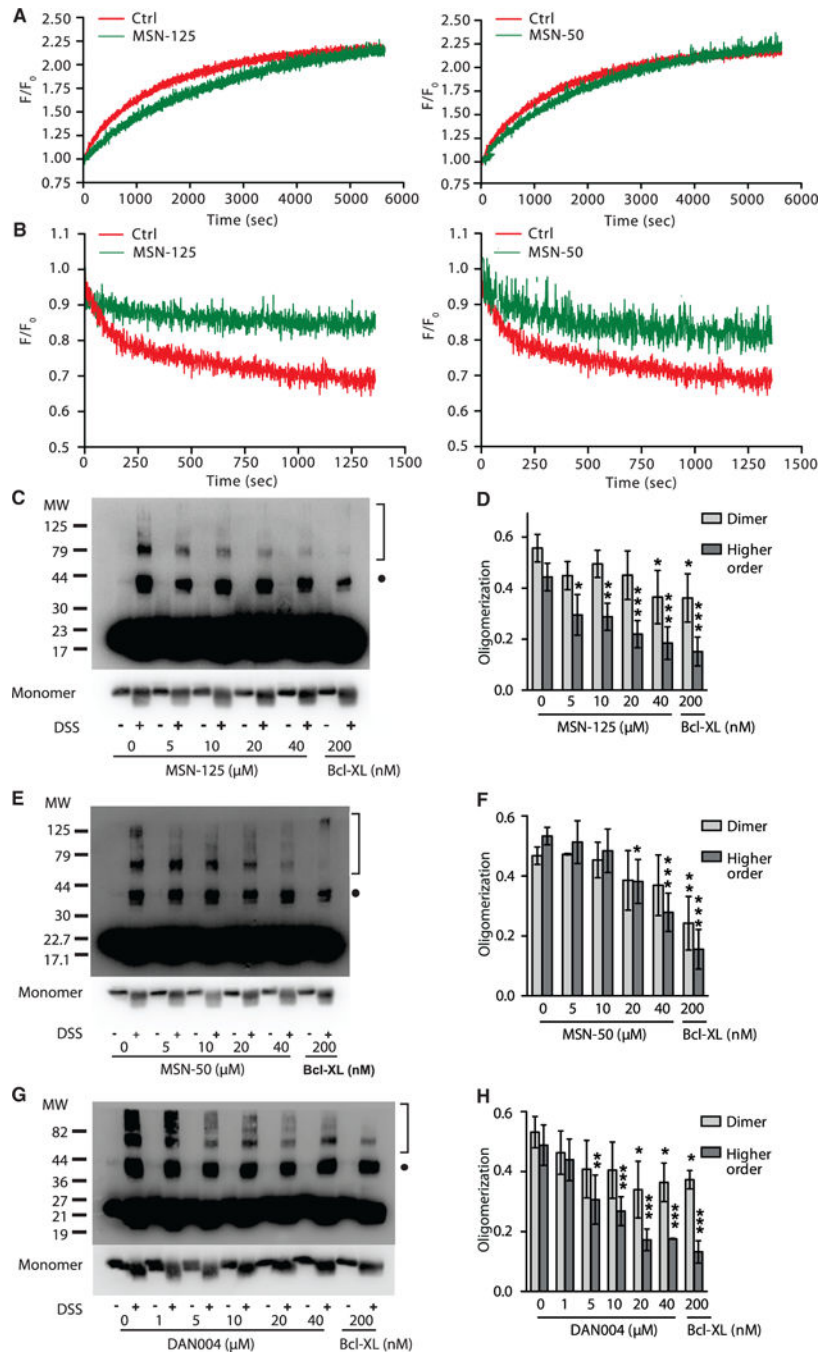 A
Ctrl
MSN-125
F/F0
2.50
2.25
2.00
1.75
1.50
1.25
1.00
0.75
0 1000 2000 3000 4000 5000 6000
Time (sec)
Ctrl
MSN-50
F/F0
2.50
2.25
2.00
1.75
1.50
1.25
1.00
0.75
0 1000 2000 3000 4000 5000 6000
Time (sec)
B
Ctrl
MSN-125
F/F0
1.1
1.0
0.9
0.8
0.7
0.6
0.5
0 250 500 750 1000 1250 1500
Time (sec)
Ctrl
MSN-50
F/F0
1.1
1.0
0.9
0.8
0.7
0.6
0.5
0 250 500 750 1000 1250 1500
Time (sec)
C
MW
125
79
44
30
23
17
Monomer
DSS - + - + - + - + - + - +
0 5 10 20 40 200
MSN-125 (μM) Bcl-XL (nM)
D
Dimer
Higher order
Oligomerization
0.6
0.4
0.2
0.0
* ** *** * *** * ***
0 5 10 20 40 200
MSN-125 (μM) Bcl-XL (nM)
E
MW
125
79
44
30
22.7
17.1
Monomer
DSS - + - + - + - + - + - +
0 5 10 20 40 200
MSN-50 (μM) Bcl-XL (nM)
F
Dimer
Higher order
Oligomerization
0.6
0.4
0.2
0.0
* *** ** ***
0 5 10 20 40 200
MSN-50 (μM) Bcl-XL (nM)
G
MW
82
44
36
27
21
19
Monomer
DSS - + - + - + - + - + - + - +
0 1 5 10 20 40 200
DAN004 (μM) Bcl-XL (nM)
H
Dimer
Higher order
Oligomerization
0.6
0.4
0.2
0.0
** *** * *** * *** * ***
0 1 5 10 20 40 200
DAN004 (μM) Bcl-XL (nM)